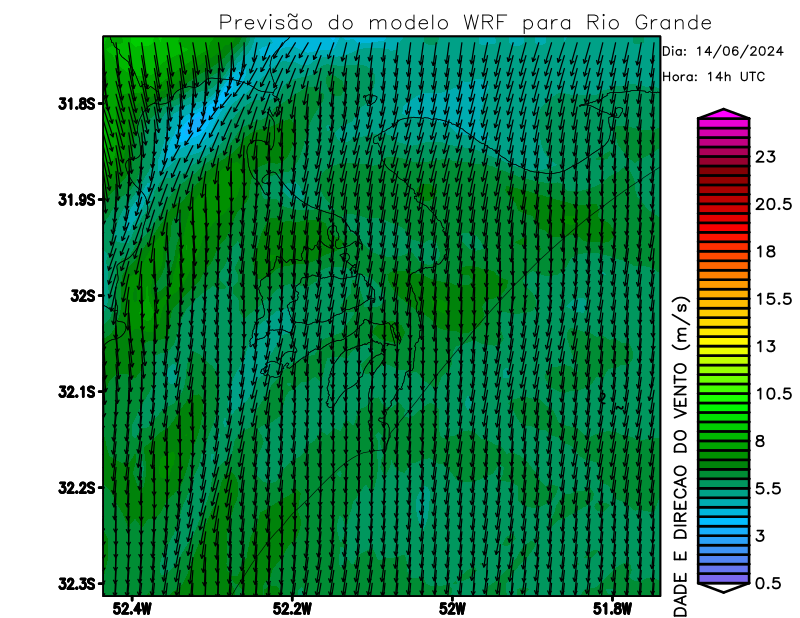 Previsão do modelo WRF para Rio Grande
Dia: 14/06/2024
Hora: 14h UTC
31.8S
31.9S
32S
32.1S
32.2S
32.3S
52.4W
52.2W
52W
51.8W
23
20.5
18
15.5
13
10.5
8
5.5
3
0.5
DADE E DIRECAO DO VENTO (m/s)